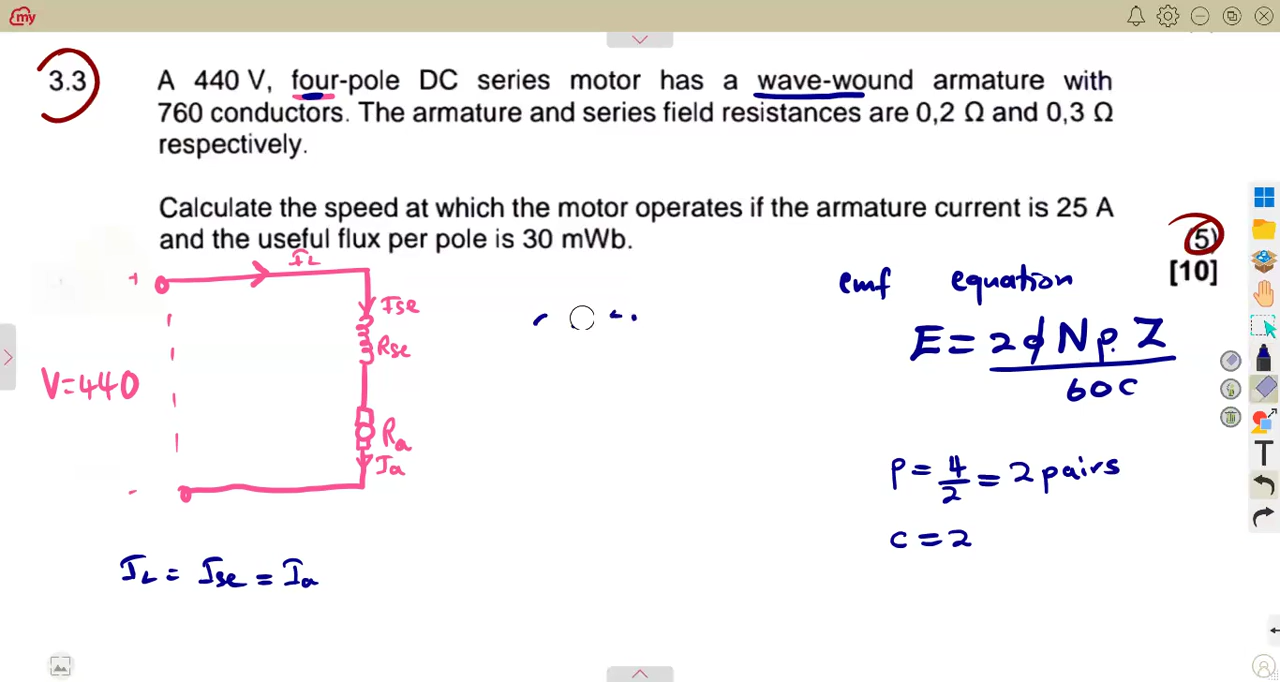 my
3.3
A 440 V, four-pole DC series motor has a wave-wound armature with
760 conductors. The armature and series field resistances are 0,2 Ω and 0,3 Ω
respectively.
Calculate the speed at which the motor operates if the armature current is 25 A
and the useful flux per pole is 30 mWb.
(5)
[10]
IL
+
Ise
Rse
V=440
Ra
Ia
-
IL = Ise = Ia
emf equation
E = 2ϕNp.Z
60c
P = 4/2 = 2 pairs
c = 2
T